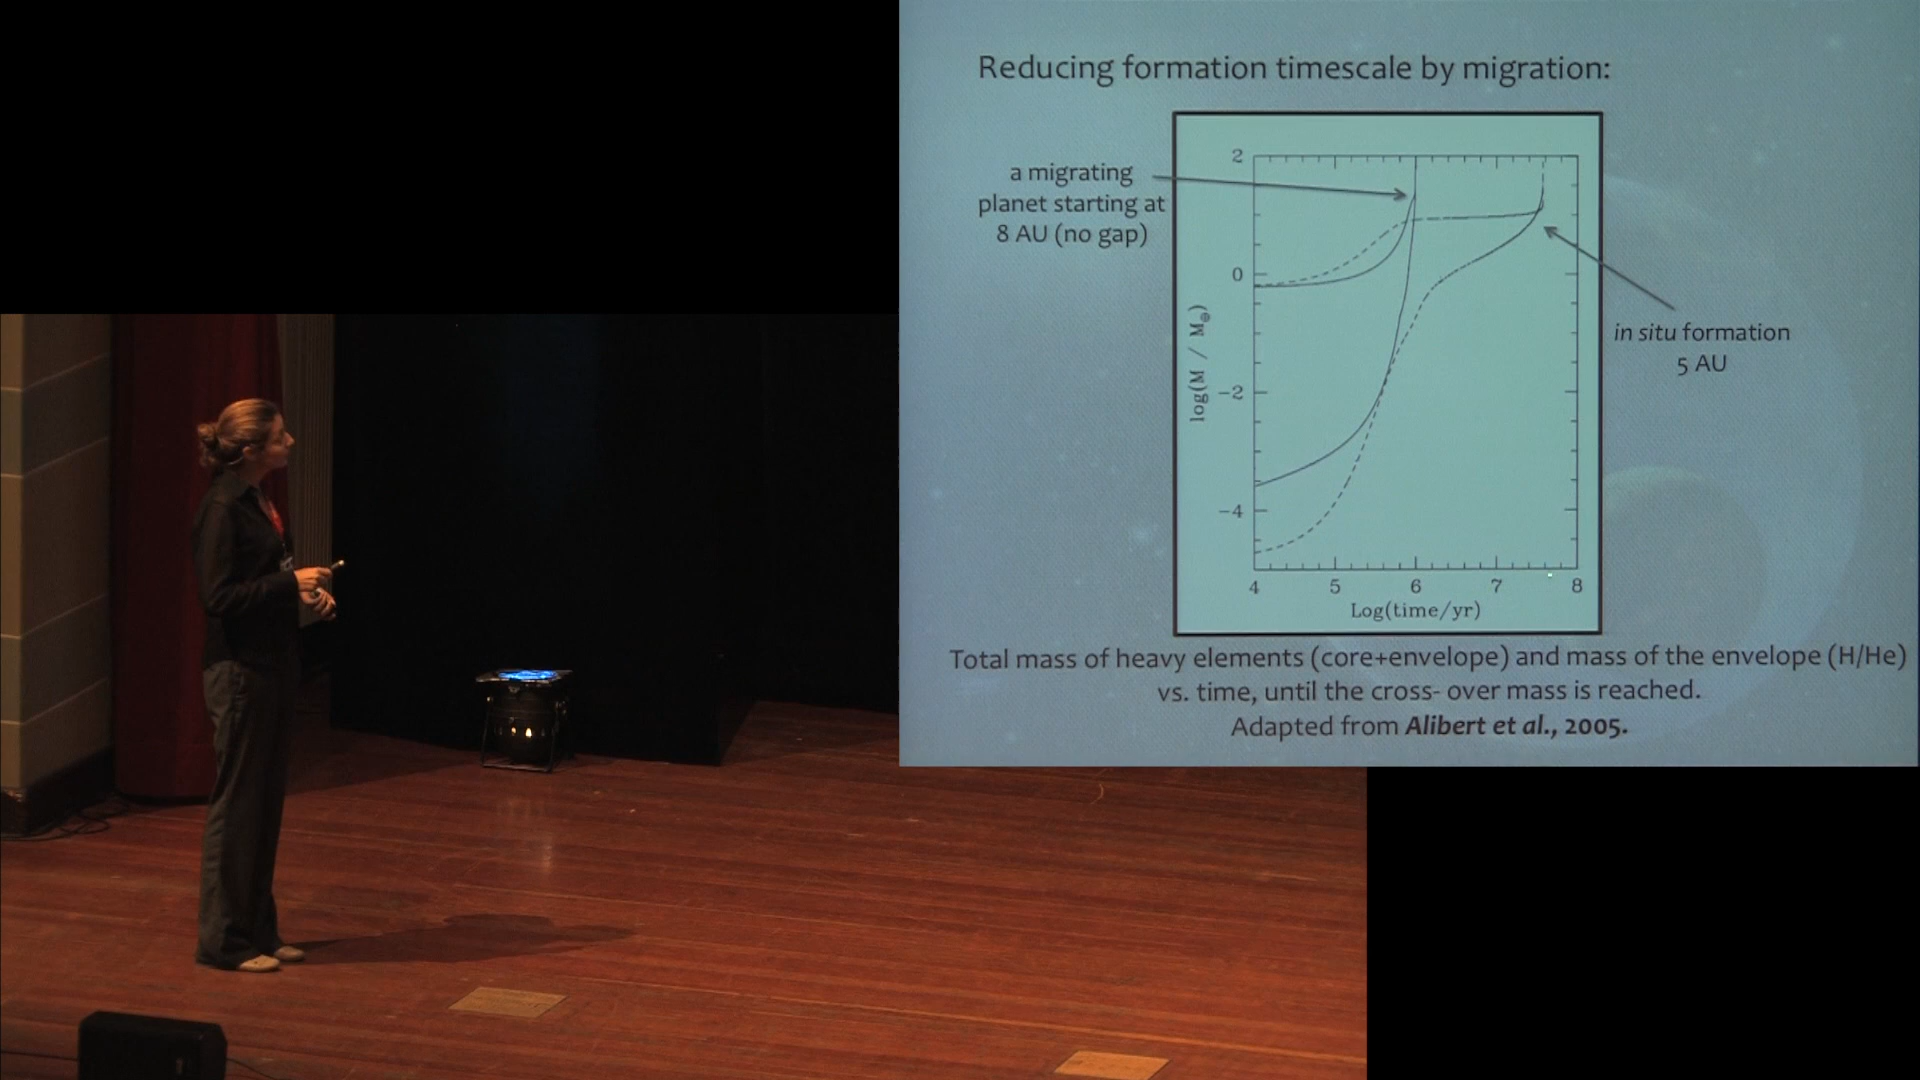 Reducing formation timescale by migration:
a migrating
planet starting at
8 AU (no gap)
in situ formation
5 AU
2
0
−2
−4
log(M / M⊕)
4 5 6 7 8
Log(time/yr)
Total mass of heavy elements (core+envelope) and mass of the envelope (H/He)
vs. time, until the cross- over mass is reached.
Adapted from Alibert et al., 2005.